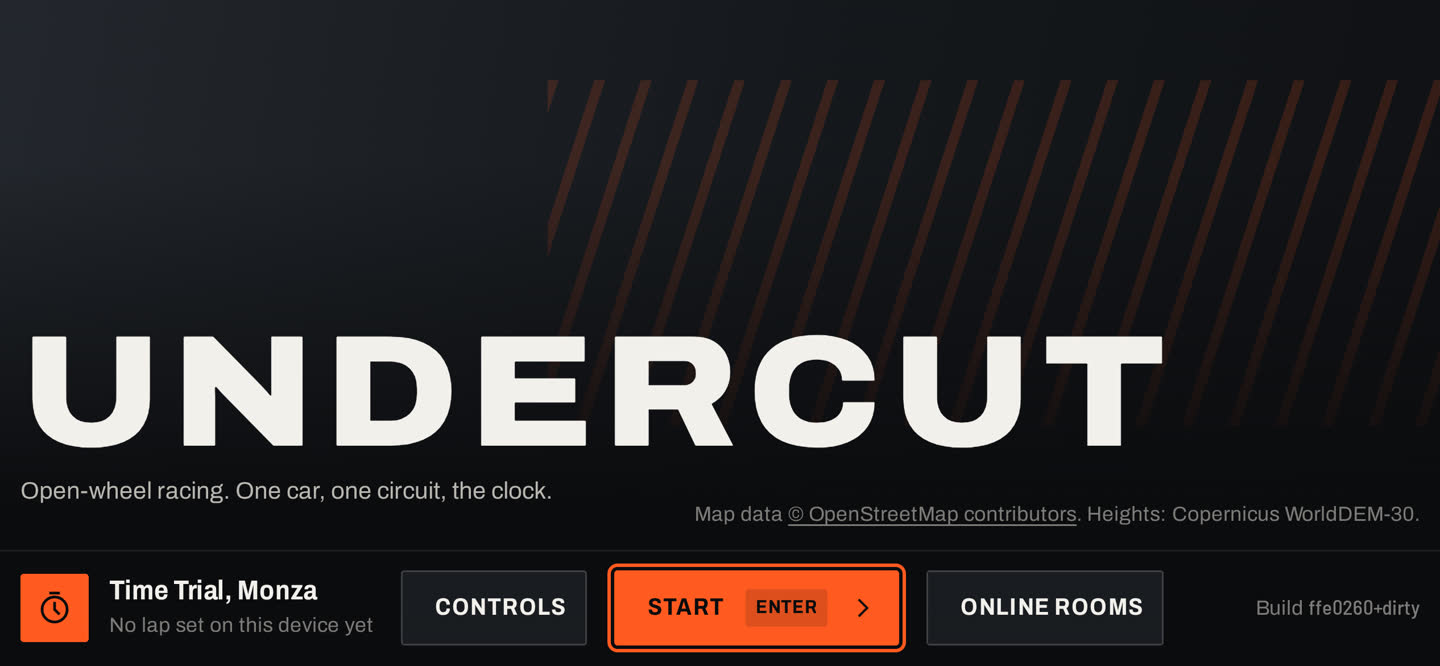 UNDERCUT
Open-wheel racing. One car, one circuit, the clock.
Map data © OpenStreetMap contributors. Heights: Copernicus WorldDEM-30.
Time Trial, Monza
No lap set on this device yet
CONTROLS
START ENTER
ONLINE ROOMS
Build ffe0260+dirty